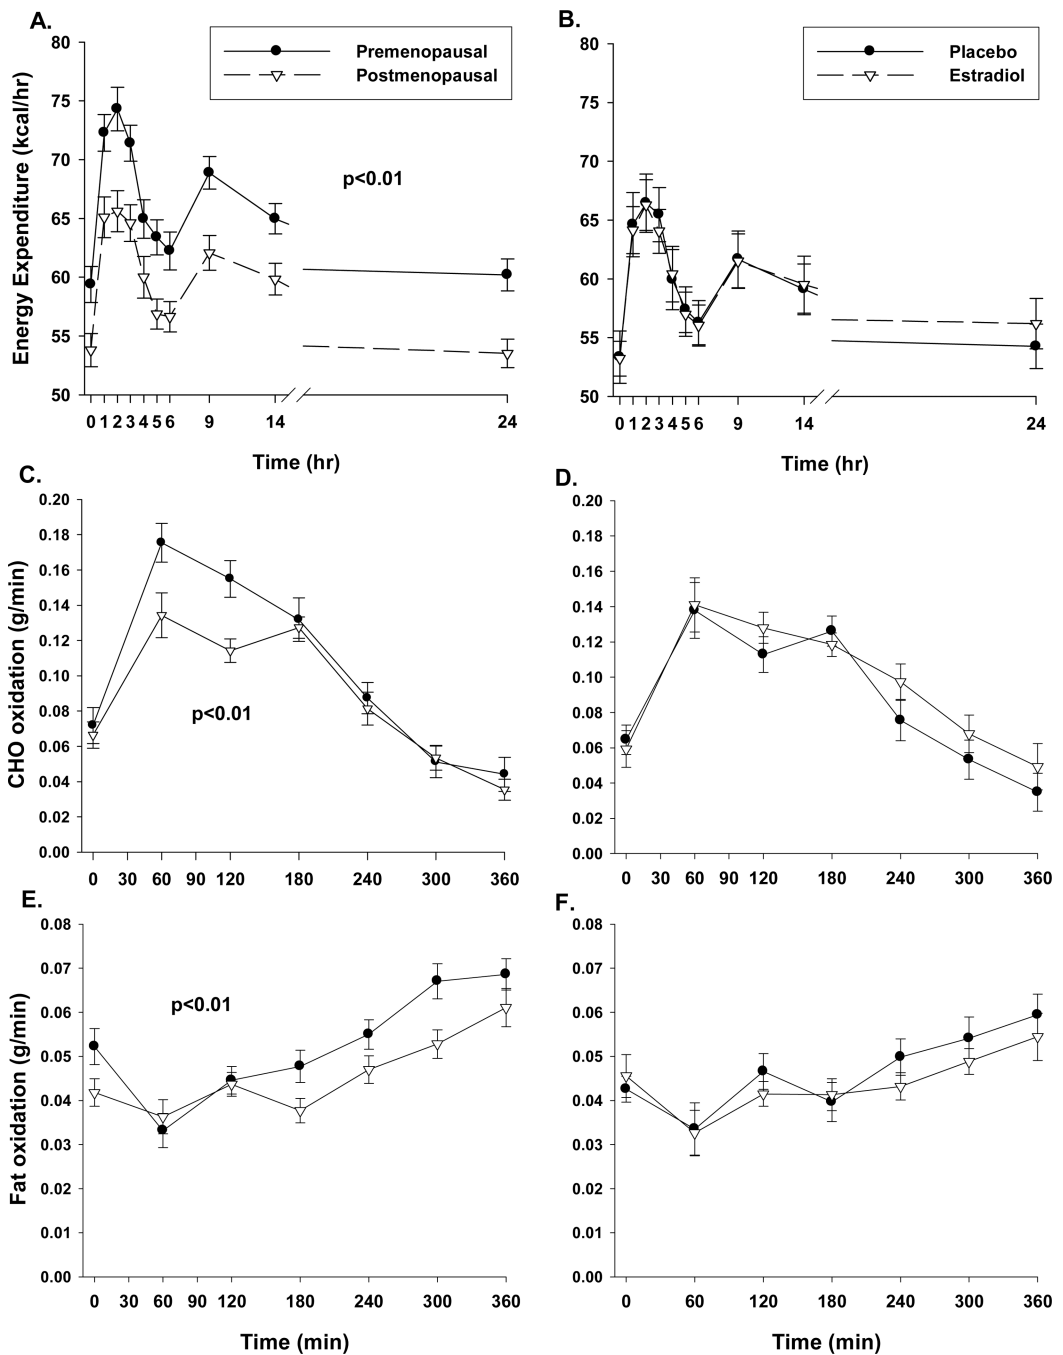 A.
Premenopausal
Postmenopausal
p<0.01
Energy Expenditure (kcal/hr)
80
75
70
65
60
55
50
0 1 2 3 4 5 6 9 14 24
Time (hr)
B.
Placebo
Estradiol
80
75
70
65
60
55
50
0 1 2 3 4 5 6 9 14 24
Time (hr)
C.
CHO oxidation (g/min)
0.20
0.18
0.16
0.14
0.12
0.10
0.08
0.06
0.04
0.02
0.00
p<0.01
0 30 60 90 120 180 240 300 360
D.
0.20
0.18
0.16
0.14
0.12
0.10
0.08
0.06
0.04
0.02
0.00
0 30 60 90 120 180 240 300 360
E.
Fat oxidation (g/min)
0.08
0.07
0.06
0.05
0.04
0.03
0.02
0.01
0.00
p<0.01
0 30 60 90 120 180 240 300 360
Time (min)
F.
0.08
0.07
0.06
0.05
0.04
0.03
0.02
0.01
0.00
0 30 60 90 120 180 240 300 360
Time (min)